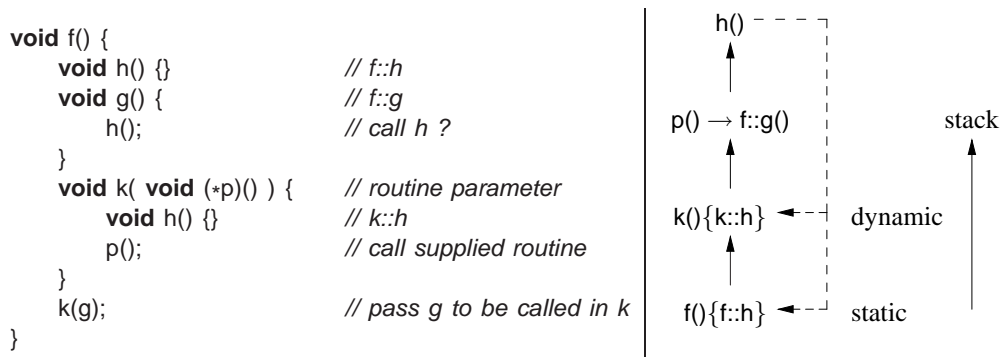 void f() {
void h() {} // f::h
void g() { // f::g
h(); // call h ?
}
void k( void (*p)() ) { // routine parameter
void h() {} // k::h
p(); // call supplied routine
}
k(g); // pass g to be called in k
}
h()
p() → f::g() stack
k(){k::h} dynamic
f(){f::h} static